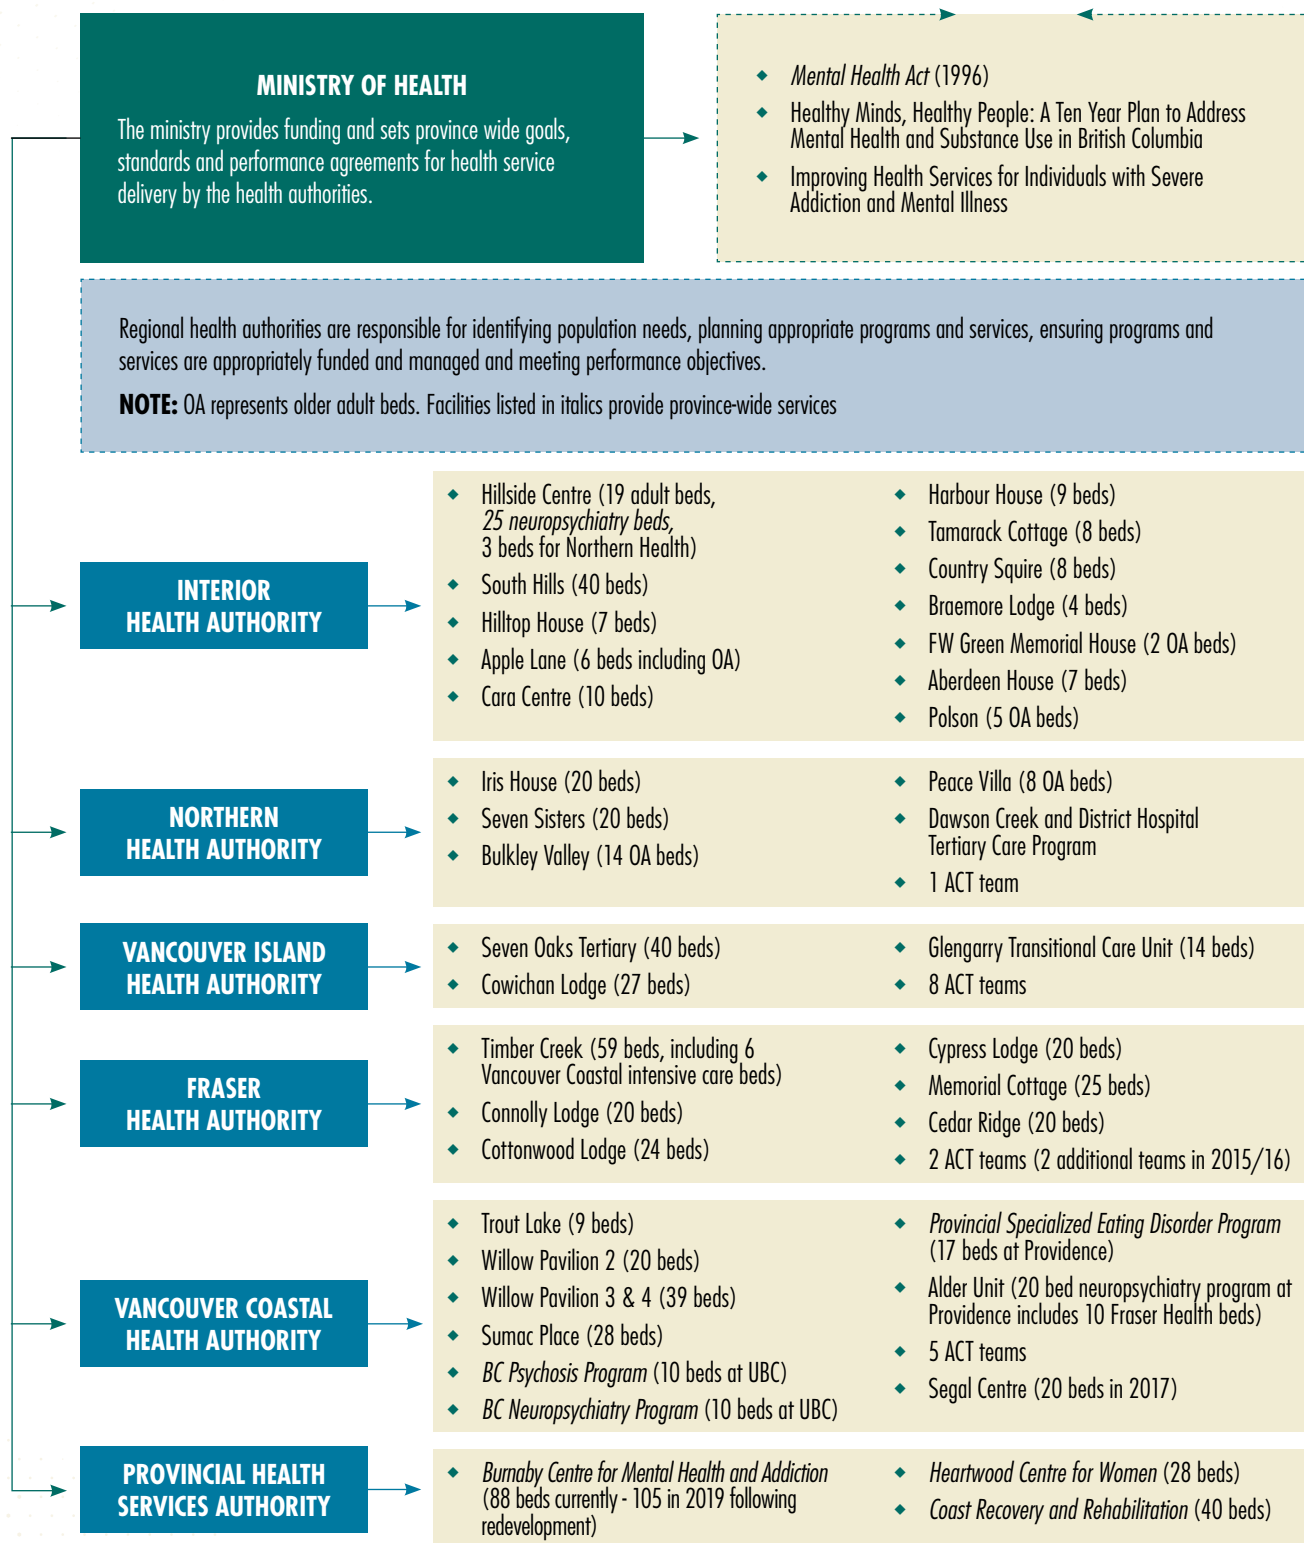 MINISTRY OF HEALTH
The ministry provides funding and sets province wide goals,
standards and performance agreements for health service
delivery by the health authorities.
◆ Mental Health Act (1996)
◆ Healthy Minds, Healthy People: A Ten Year Plan to Address
Mental Health and Substance Use in British Columbia
◆ Improving Health Services for Individuals with Severe
Addiction and Mental Illness
Regional health authorities are responsible for identifying population needs, planning appropriate programs and services, ensuring programs and
services are appropriately funded and managed and meeting performance objectives.
NOTE: OA represents older adult beds. Facilities listed in italics provide province-wide services
INTERIOR
HEALTH AUTHORITY
◆ Hillside Centre (19 adult beds,
25 neuropsychiatry beds,
3 beds for Northern Health)
◆ South Hills (40 beds)
◆ Hilltop House (7 beds)
◆ Apple Lane (6 beds including OA)
◆ Cara Centre (10 beds)
◆ Harbour House (9 beds)
◆ Tamarack Cottage (8 beds)
◆ Country Squire (8 beds)
◆ Braemore Lodge (4 beds)
◆ FW Green Memorial House (2 OA beds)
◆ Aberdeen House (7 beds)
◆ Polson (5 OA beds)
NORTHERN
HEALTH AUTHORITY
◆ Iris House (20 beds)
◆ Seven Sisters (20 beds)
◆ Bulkley Valley (14 OA beds)
◆ Peace Villa (8 OA beds)
◆ Dawson Creek and District Hospital
Tertiary Care Program
◆ 1 ACT team
VANCOUVER ISLAND
HEALTH AUTHORITY
◆ Seven Oaks Tertiary (40 beds)
◆ Cowichan Lodge (27 beds)
◆ Glengarry Transitional Care Unit (14 beds)
◆ 8 ACT teams
FRASER
HEALTH AUTHORITY
◆ Timber Creek (59 beds, including 6
Vancouver Coastal intensive care beds)
◆ Connolly Lodge (20 beds)
◆ Cottonwood Lodge (24 beds)
◆ Cypress Lodge (20 beds)
◆ Memorial Cottage (25 beds)
◆ Cedar Ridge (20 beds)
◆ 2 ACT teams (2 additional teams in 2015/16)
VANCOUVER COASTAL
HEALTH AUTHORITY
◆ Trout Lake (9 beds)
◆ Willow Pavilion 2 (20 beds)
◆ Willow Pavilion 3 & 4 (39 beds)
◆ Sumac Place (28 beds)
◆ BC Psychosis Program (10 beds at UBC)
◆ BC Neuropsychiatry Program (10 beds at UBC)
◆ Provincial Specialized Eating Disorder Program
(17 beds at Providence)
◆ Alder Unit (20 bed neuropsychiatry program at
Providence includes 10 Fraser Health beds)
◆ 5 ACT teams
◆ Segal Centre (20 beds in 2017)
PROVINCIAL HEALTH
SERVICES AUTHORITY
◆ Burnaby Centre for Mental Health and Addiction
(88 beds currently - 105 in 2019 following
redevelopment)
◆ Heartwood Centre for Women (28 beds)
◆ Coast Recovery and Rehabilitation (40 beds)